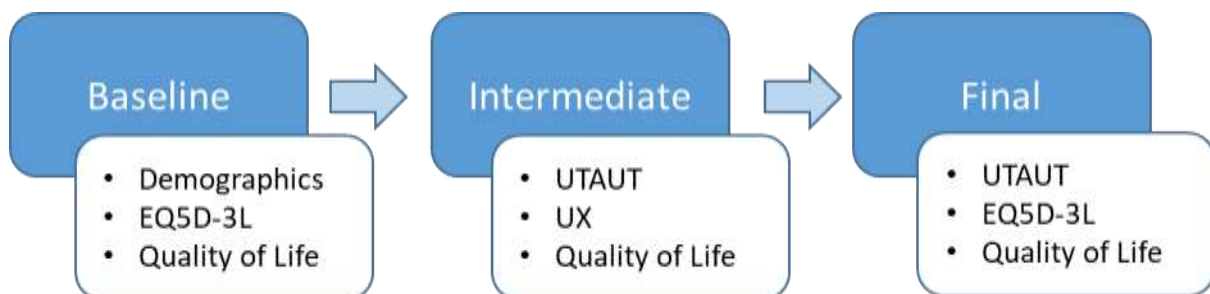 Baseline
• Demographics
• EQ5D-3L
• Quality of Life
Intermediate
• UTAUT
• UX
• Quality of Life
Final
• UTAUT
• EQ5D-3L
• Quality of Life